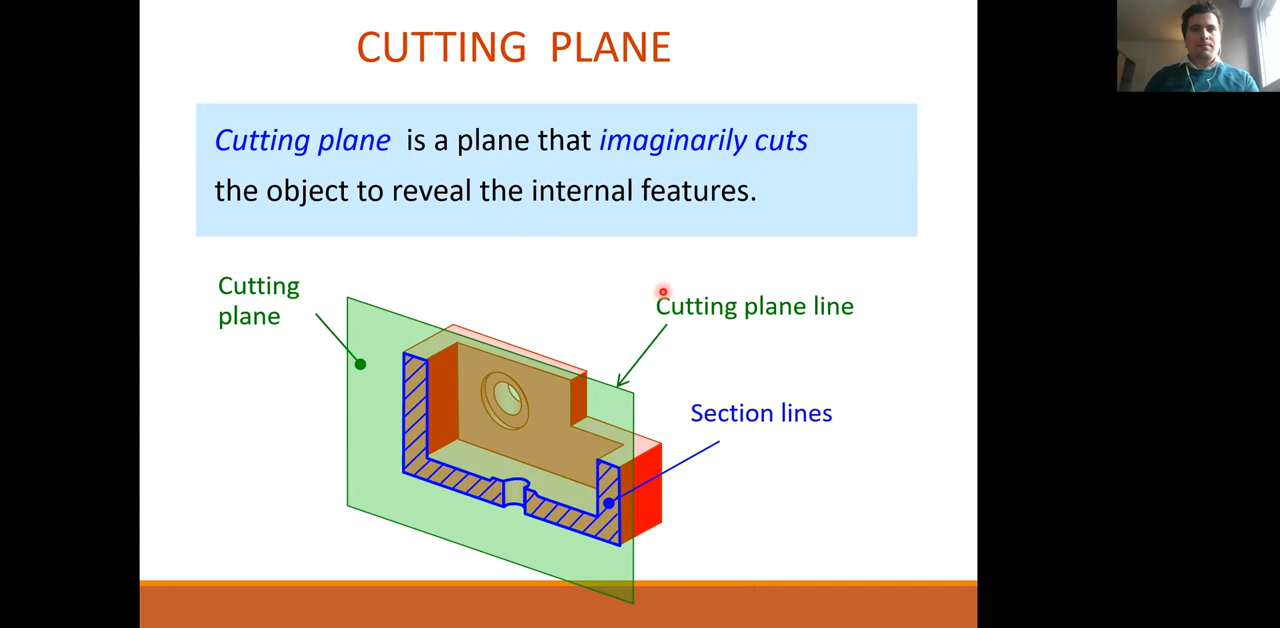 CUTTING PLANE
Cutting plane is a plane that imaginarily cuts
the object to reveal the internal features.
Cutting
plane
Cutting plane line
Section lines